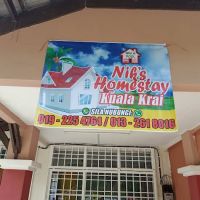 Nik's
Homestay
Kuala Krai
SILA HUBUNGI:
019 - 225 4764 / 013 - 261 8016